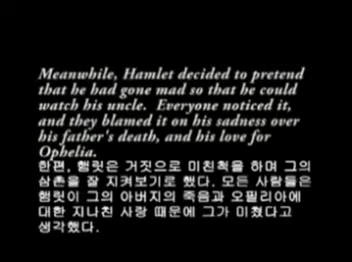 Meanwhile, Hamlet decided to pretend
that he had gone mad so that he could
watch his uncle. Everyone noticed it,
and they blamed it on his sadness over
his father's death, and his love for
Ophelia.
한편, 햄릿은 거짓으로 미친척을 하며 그의
삼촌을 잘 지켜보기로 했다. 모든 사람들은
햄릿이 그의 아버지의 죽음과 오필리아에
대한 지나친 사랑 때문에 그가 미쳤다고
생각했다.